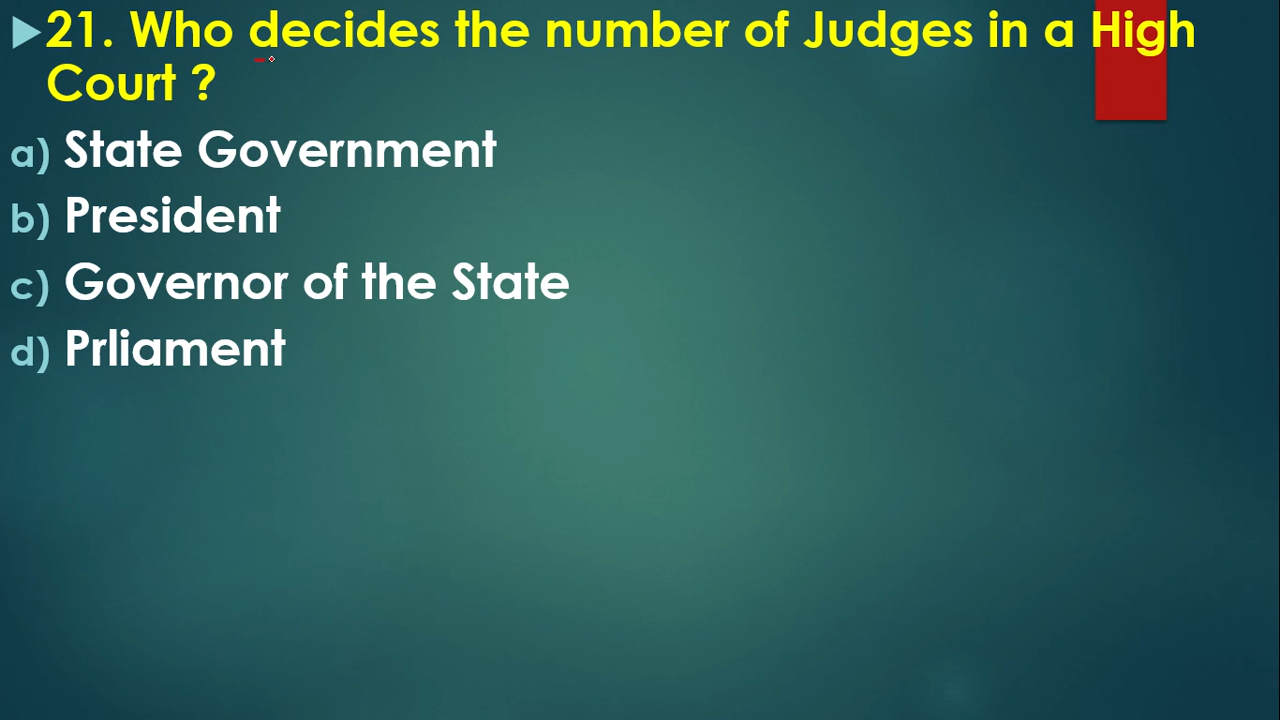 21. Who decides the number of Judges in a High
Court ?
a) State Government
b) President
c) Governor of the State
d) Prliament